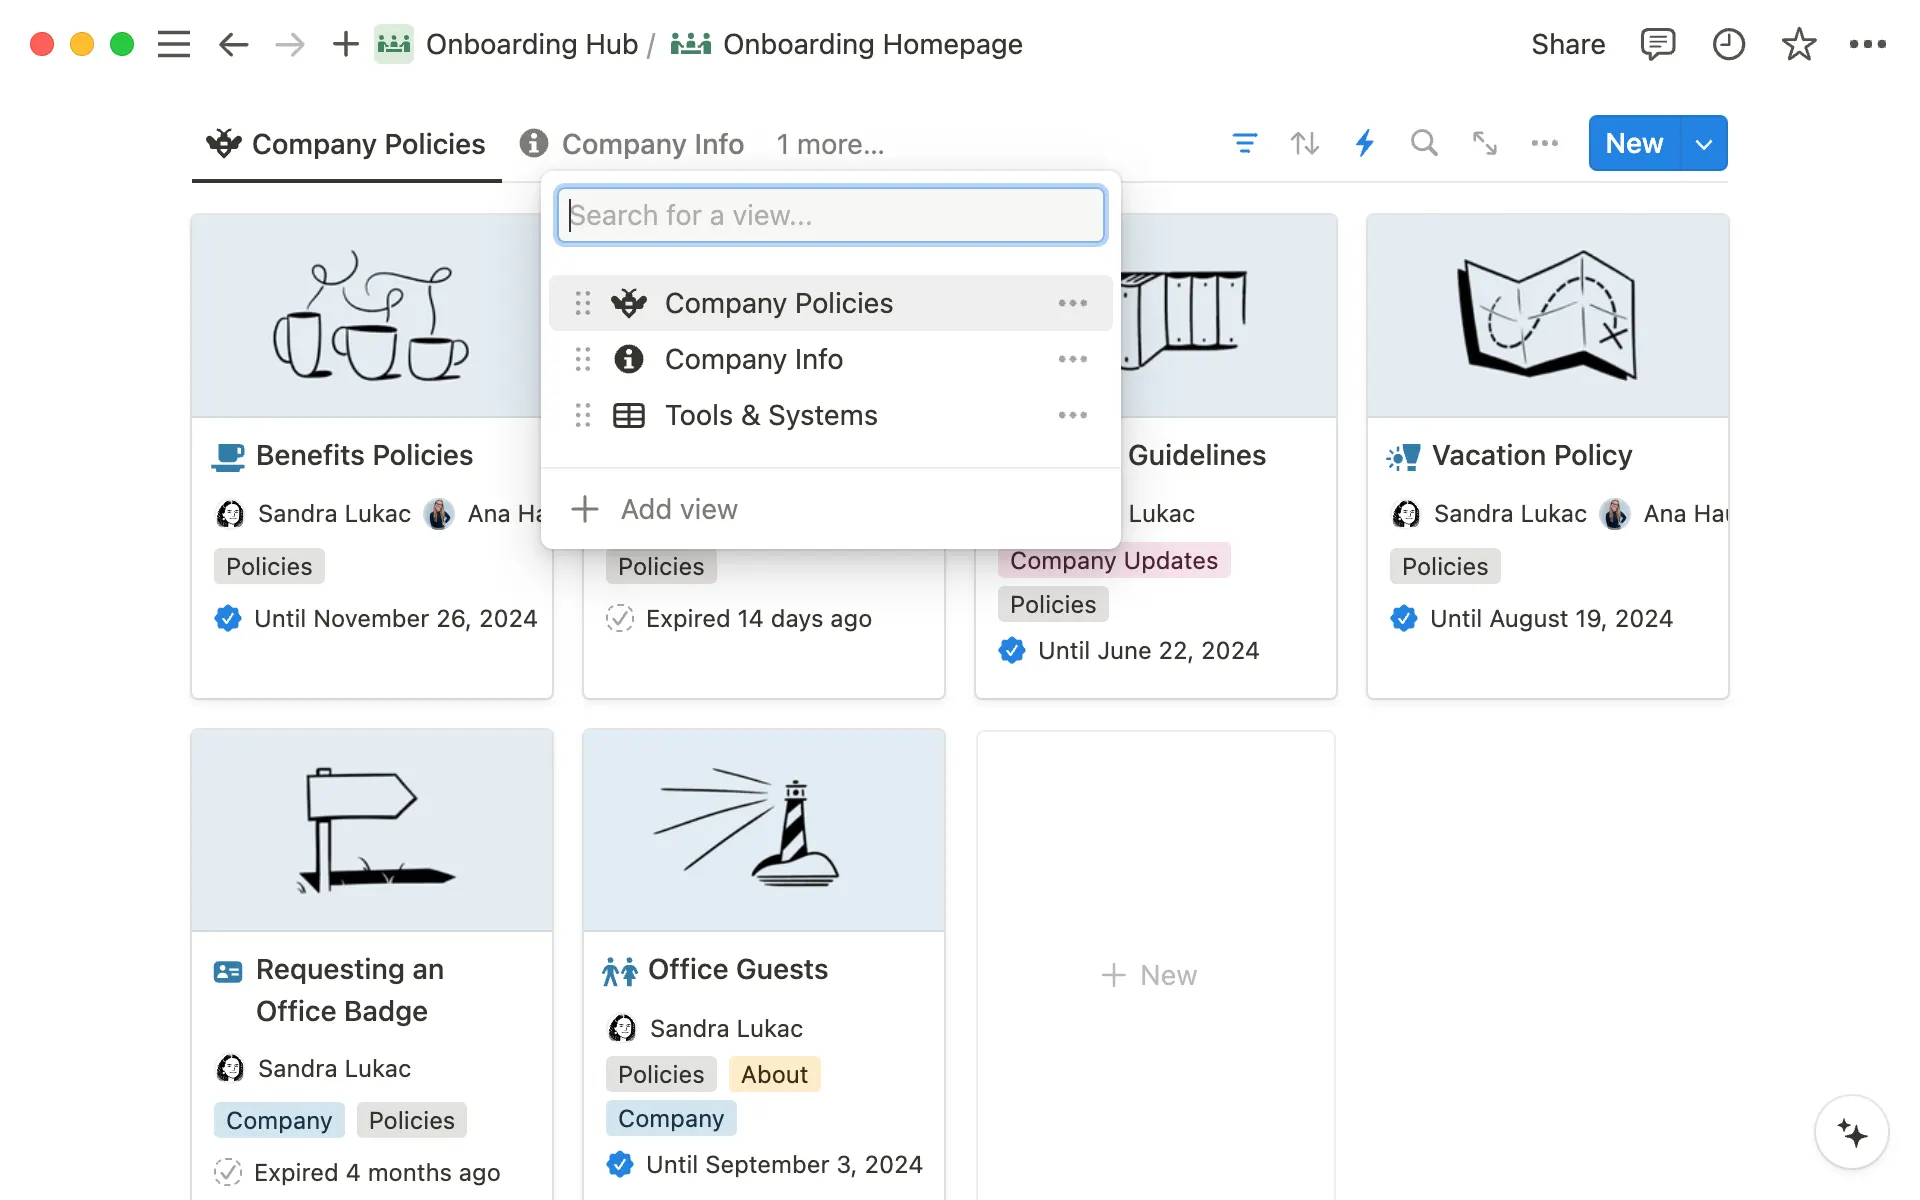 Onboarding Hub / Onboarding Homepage
Share
Company Policies
Company Info
1 more...
New
Search for a view...
Company Policies
Company Info
Tools & Systems
Add view
Benefits Policies
Sandra Lukac Ana
Policies
Until November 26, 2024
Policies
Expired 14 days ago
Guidelines
Lukac
Company Updates
Policies
Until June 22, 2024
Vacation Policy
Sandra Lukac Ana
Policies
Until August 19, 2024
Requesting an
Office Badge
Sandra Lukac
Company Policies
Expired 4 months ago
Office Guests
Sandra Lukac
Policies About
Company
Until September 3, 2024
New